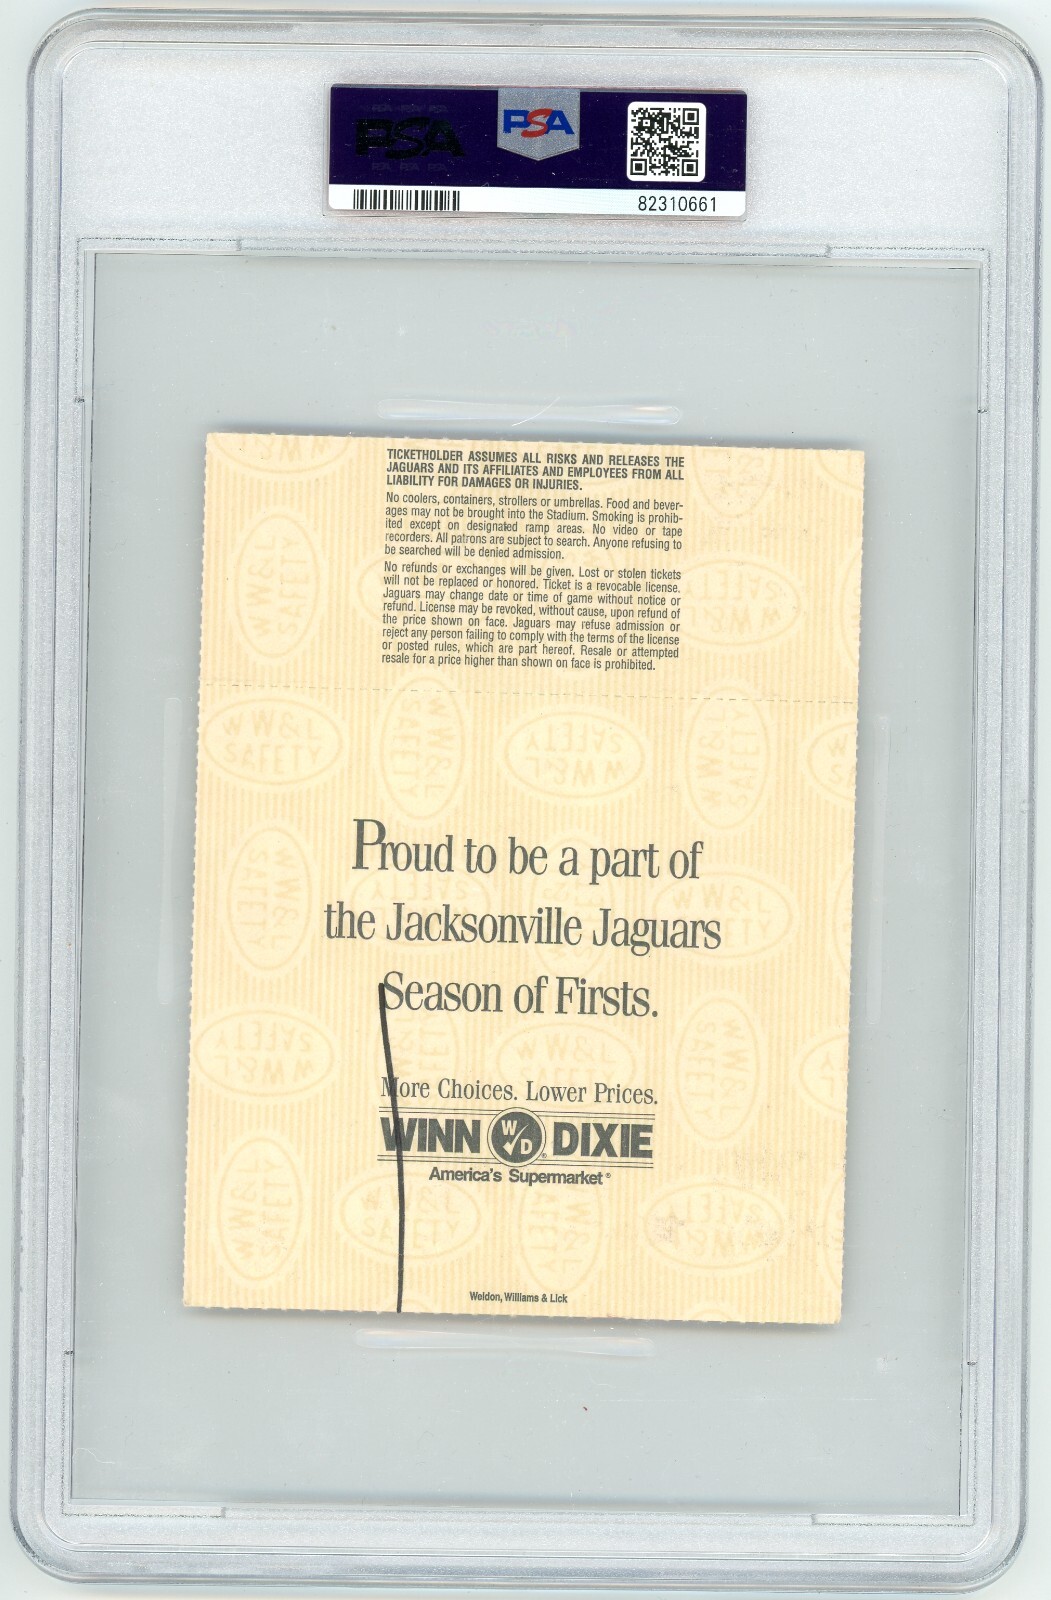 PSA
PSA
82310661
TICKETHOLDER ASSUMES ALL RISKS AND RELEASES THE
JAGUARS AND ITS AFFILIATES AND EMPLOYEES FROM ALL
LIABILITY FOR DAMAGES OR INJURIES.
No coolers, containers, strollers or umbrellas. Food and bever-
ages may not be brought into the Stadium. Smoking is prohib-
ited except on designated ramp areas. No video or tape
recorders. All patrons are subject to search. Anyone refusing to
be searched will be denied admission.
No refunds or exchanges will be given. Lost or stolen tickets
will not be replaced or honored. Ticket is a revocable license.
Jaguars may change date or time of game without notice or
refund. License may be revoked, without cause, upon refund of
the price shown on face. Jaguars may refuse admission or
reject any person failing to comply with the terms of the license
or posted rules, which are part hereof. Resale or attempted
resale for a price higher than shown on face is prohibited.
WW&L
SAFETY
Proud to be a part of
the Jacksonville Jaguars
Season of Firsts.
More Choices. Lower Prices.
WINN W D DIXIE
America's Supermarket®
Weldon, Williams & Lick